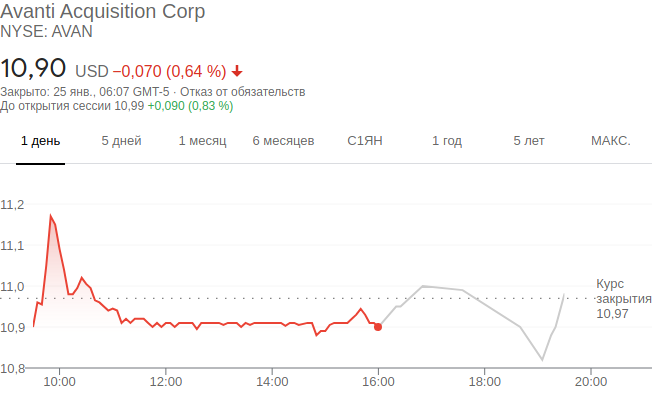 Avanti Acquisition Corp
NYSE: AVAN
10,90 USD −0,070 (0,64 %)
Закрыто: 25 янв., 06:07 GMT-5 · Отказ от обязательств
До открытия сессии 10,99 +0,090 (0,83 %)
1 день 5 дней 1 месяц 6 месяцев С1ЯН 1 год 5 лет МАКС.
11,2
11,1
11,0
10,9
10,8
Курс
закрытия
10,97
10:00 12:00 14:00 16:00 18:00 20:00